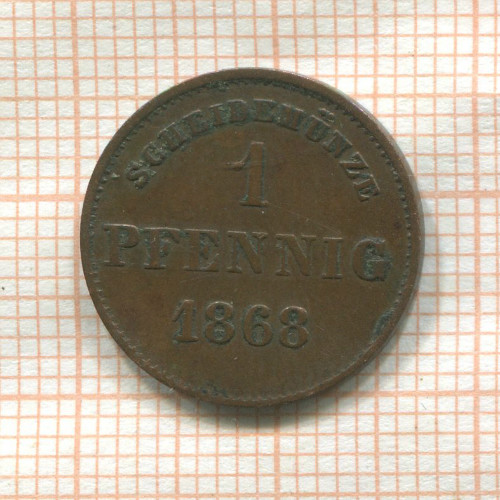 SCHEIDEMÜNZE
1
PFENNIG
1868